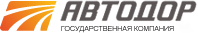 АВТОДОР
ГОСУДАРСТВЕННАЯ КОМПАНИЯ